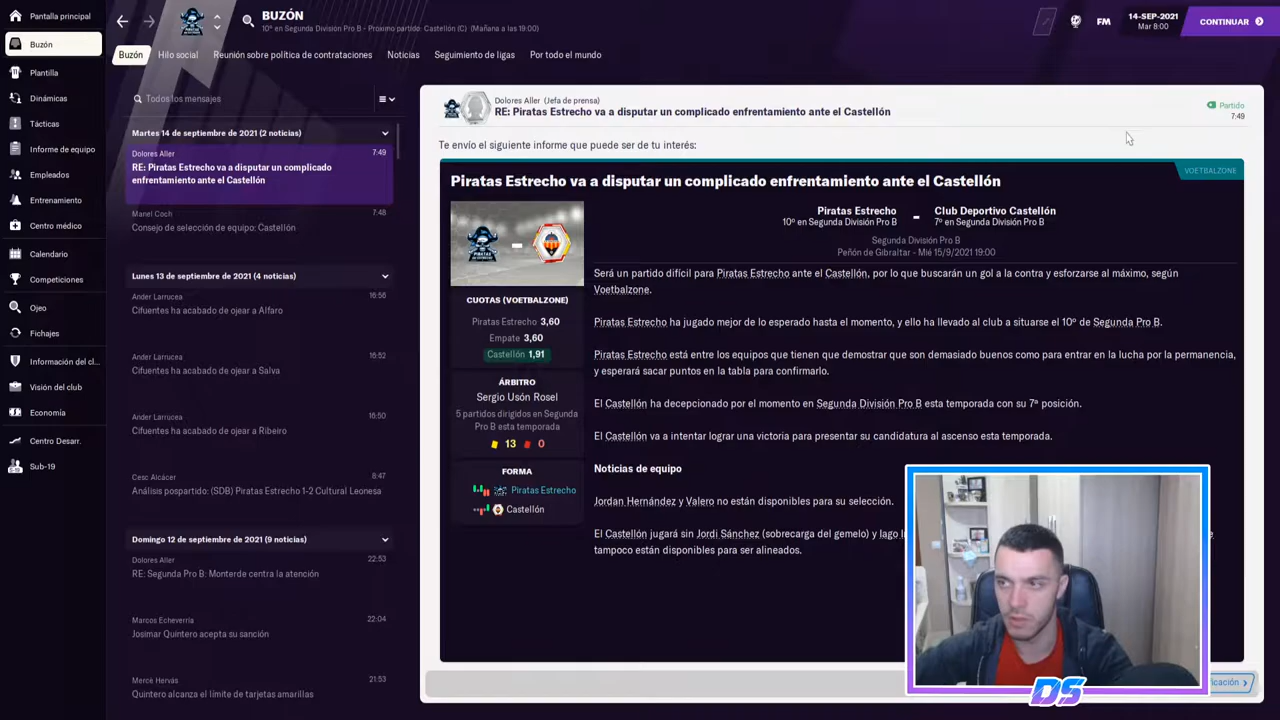 Pantalla principal
Buzón
Plantilla
Dinámicas
Tácticas
Informe de equipo
Empleados
Entrenamiento
Centro médico
Calendario
Competiciones
Ojeo
Fichajes
Información del cl...
Visión del club
Economía
Centro Desarr.
Sub-19
BUZÓN
10º en Segunda División Pro B - Próximo partido: Castellón (C) (Mañana a las 19:00)
FM
14-SEP-2021
Mar 8:00
CONTINUAR
Buzón
Hilo social
Reunión sobre política de contrataciones
Noticias
Seguimiento de ligas
Por todo el mundo
Todos los mensajes
Martes 14 de septiembre de 2021 (2 noticias)
Dolores Aller 7:49
RE: Piratas Estrecho va a disputar un complicado
enfrentamiento ante el Castellón
Manel Coch 7:48
Consejo de selección de equipo: Castellón
Lunes 13 de septiembre de 2021 (4 noticias)
Ander Larrucea 16:56
Cifuentes ha acabado de ojear a Alfaro
Ander Larrucea 16:52
Cifuentes ha acabado de ojear a Salva
Ander Larrucea 16:50
Cifuentes ha acabado de ojear a Ribeiro
Cesc Alcácer 8:47
Análisis pospartido: (SDB) Piratas Estrecho 1-2 Cultural Leonesa
Domingo 12 de septiembre de 2021 (9 noticias)
Dolores Aller 22:53
RE: Segunda Pro B: Monterde centra la atención
Marcos Echeverría 22:04
Josimar Quintero acepta su sanción
Mercè Hervás 21:53
Quintero alcanza el límite de tarjetas amarillas
Dolores Aller (Jefa de prensa)
RE: Piratas Estrecho va a disputar un complicado enfrentamiento ante el Castellón
Partido
7:49
Te envío el siguiente informe que puede ser de tu interés:
VOETBALZONE
Piratas Estrecho va a disputar un complicado enfrentamiento ante el Castellón
Piratas Estrecho - Club Deportivo Castellón
10º en Segunda División Pro B 7º en Segunda División Pro B
Segunda División Pro B
Peñón de Gibraltar - Mié 15/9/2021 19:00
CUOTAS (VOETBALZONE)
Piratas Estrecho 3,60
Empate 3,60
Castellón 1,91
ÁRBITRO
Sergio Usón Rosel
5 partidos dirigidos en Segunda
Pro B esta temporada
13 0
FORMA
Piratas Estrecho
Castellón
Será un partido difícil para Piratas Estrecho ante el Castellón, por lo que buscarán un gol a la contra y esforzarse al máximo, según
Voetbalzone.
Piratas Estrecho ha jugado mejor de lo esperado hasta el momento, y ello ha llevado al club a situarse el 10º de Segunda Pro B.
Piratas Estrecho está entre los equipos que tienen que demostrar que son demasiado buenos como para entrar en la lucha por la permanencia,
y esperará sacar puntos en la tabla para confirmarlo.
El Castellón ha decepcionado por el momento en Segunda División Pro B esta temporada con su 7ª posición.
El Castellón va a intentar lograr una victoria para presentar su candidatura al ascenso esta temporada.
Noticias de equipo
Jordan Hernández y Valero no están disponibles para su selección.
El Castellón jugará sin Jordi Sánchez (sobrecarga del gemelo) y Iago
tampoco están disponibles para ser alineados.
DS